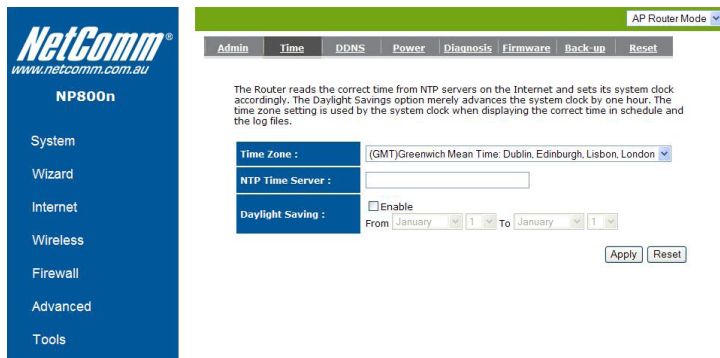 AP Router Mode
NetComm®
www.netcomm.com.au
NP800n
System
Wizard
Internet
Wireless
Firewall
Advanced
Tools
Admin Time DDNS Power Diagnosis Firmware Back-up Reset
The Router reads the correct time from NTP servers on the Internet and sets its system clock
accordingly. The Daylight Savings option merely advances the system clock by one hour. The
time zone setting is used by the system clock when displaying the correct time in schedule and
the log files.
Time Zone : (GMT)Greenwich Mean Time: Dublin, Edinburgh, Lisbon, London
NTP Time Server :
Daylight Saving : Enable
From January 1 To January 1
Apply Reset